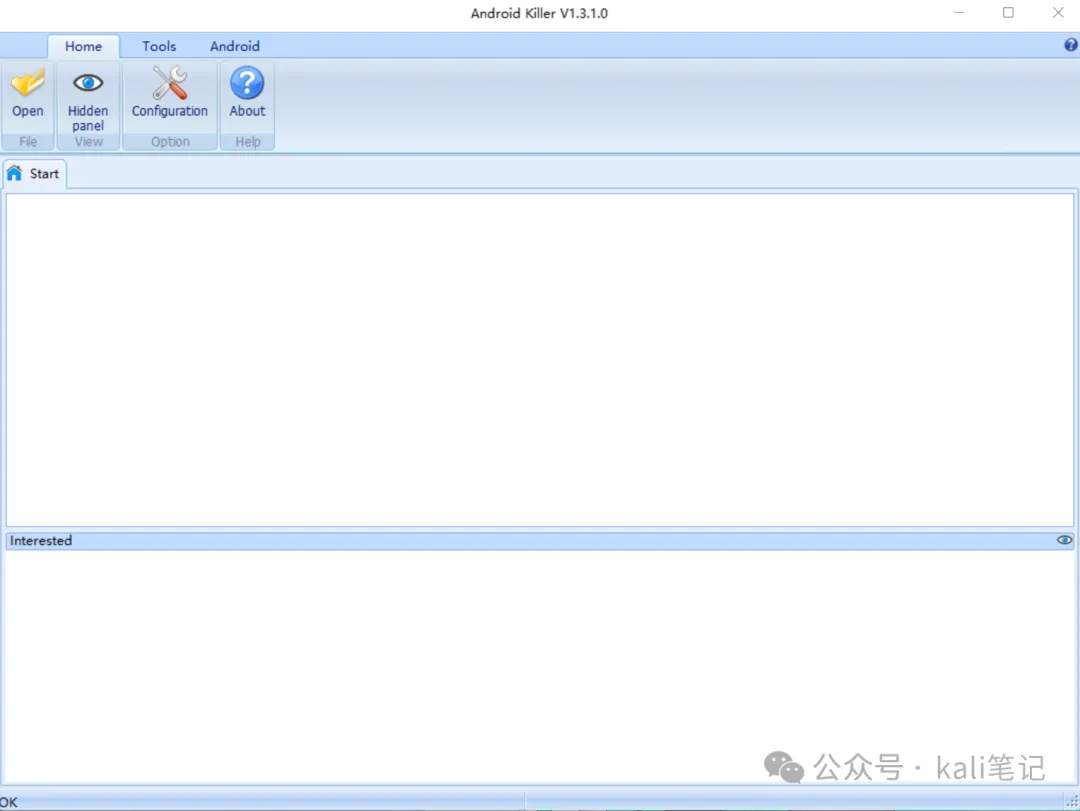 Android Killer V1.3.1.0
Home Tools Android
Open
Hidden panel
Configuration
About
File View Option Help
Start
Interested
公众号 · kali笔记
OK